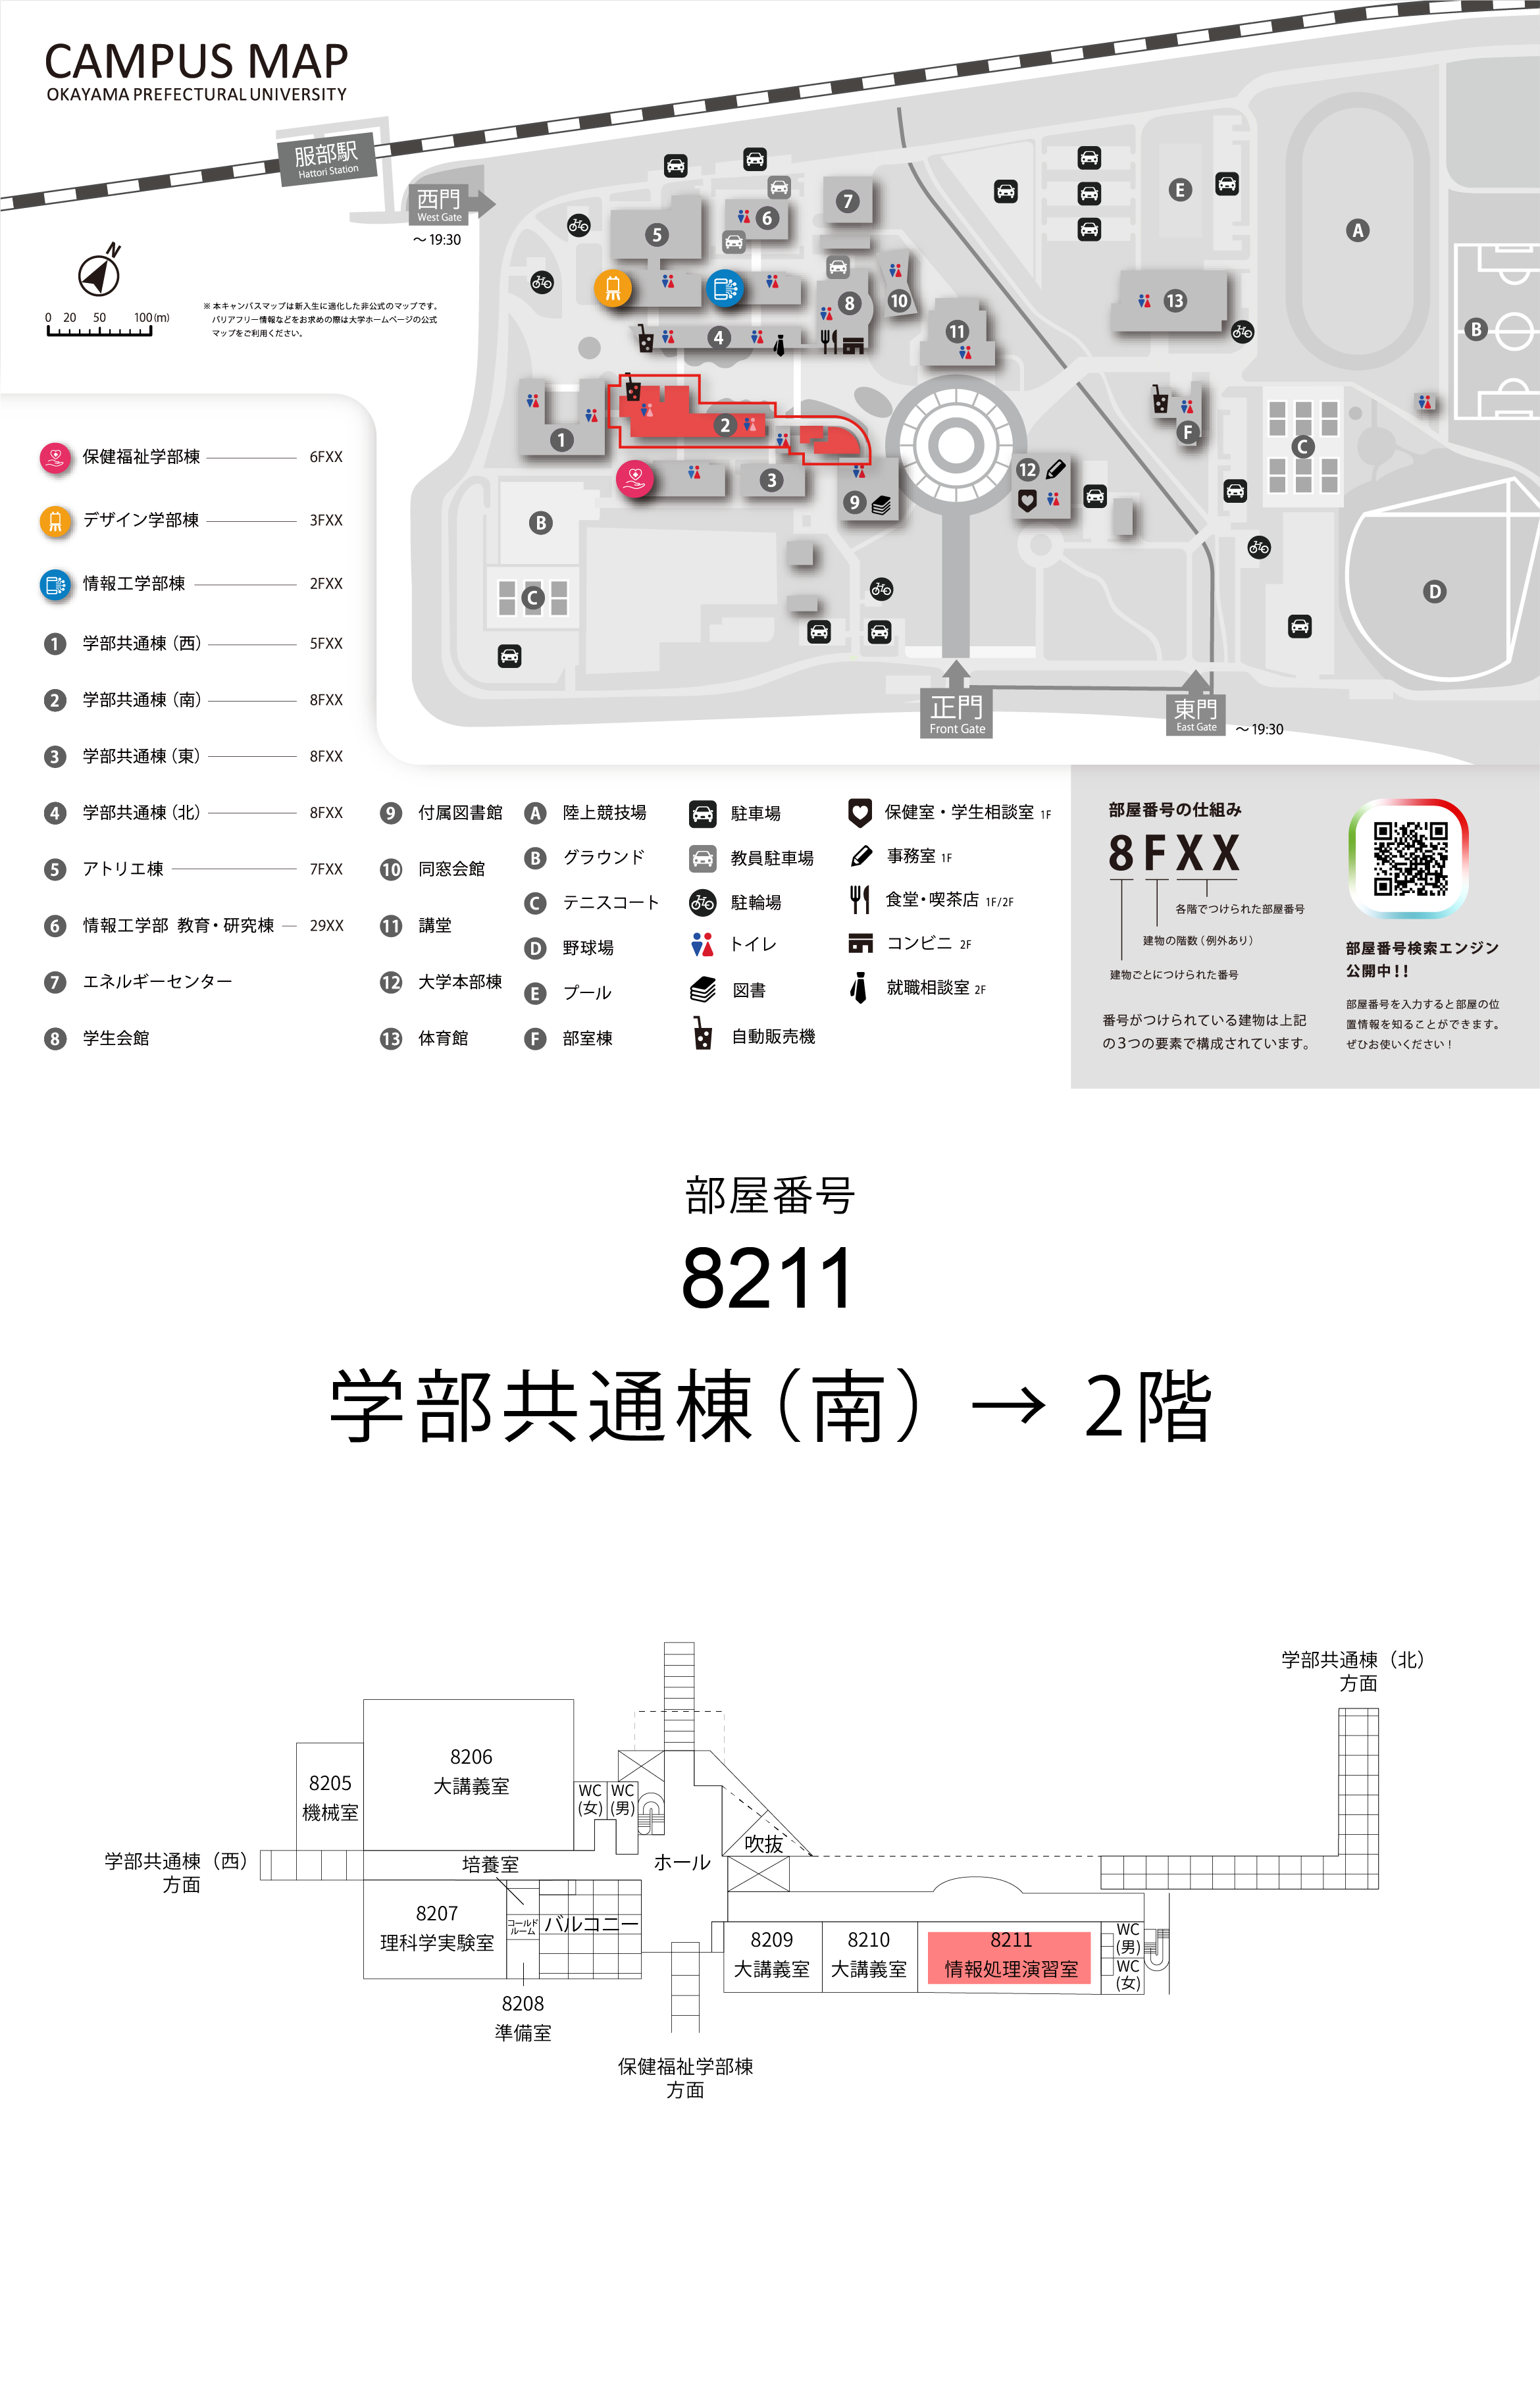 CAMPUS MAP
OKAYAMA PREFECTURAL UNIVERSITY
服部駅
Hattori Station
西門
West Gate
～19:30
N
0 20 50 100(m)
※ 本キャンパスマップは新入生に適化した非公式のマップです。
バリアフリー情報などをお求めの際は大学ホームページの公式
マップをご利用ください。
5
6
7
8
10
4
11
1
2
3
9
12
13
A
B
C
D
E
F
B
C
正門
Front Gate
東門
East Gate
～19:30
保健福祉学部棟 6FXX
デザイン学部棟 3FXX
情報工学部棟 2FXX
1 学部共通棟（西） 5FXX
2 学部共通棟（南） 8FXX
3 学部共通棟（東） 8FXX
4 学部共通棟（北） 8FXX
5 アトリエ棟 7FXX
6 情報工学部 教育・研究棟 29XX
7 エネルギーセンター
8 学生会館
9 付属図書館
10 同窓会館
11 講堂
12 大学本部棟
13 体育館
A 陸上競技場
B グラウンド
C テニスコート
D 野球場
E プール
F 部室棟
駐車場
教員駐車場
駐輪場
トイレ
図書
自動販売機
保健室・学生相談室 1F
事務室 1F
食堂・喫茶店 1F/2F
コンビニ 2F
就職相談室 2F
部屋番号の仕組み
8FXX
各階でつけられた部屋番号
建物の階数（例外あり）
建物ごとにつけられた番号
番号がつけられている建物は上記
の３つの要素で構成されています。
部屋番号検索エンジン
公開中！！
部屋番号を入力すると部屋の位
置情報を知ることができます。
ぜひお使いください！
部屋番号
8211
学部共通棟（南） → 2階
学部共通棟（北）
方面
8206
大講義室
8205
機械室
WC
(女)
WC
(男)
吹抜
学部共通棟（西）
方面
培養室
ホール
8207
理科学実験室
コールド
ルーム
バルコニー
8209
大講義室
8210
大講義室
8211
情報処理演習室
WC
(男)
WC
(女)
8208
準備室
保健福祉学部棟
方面